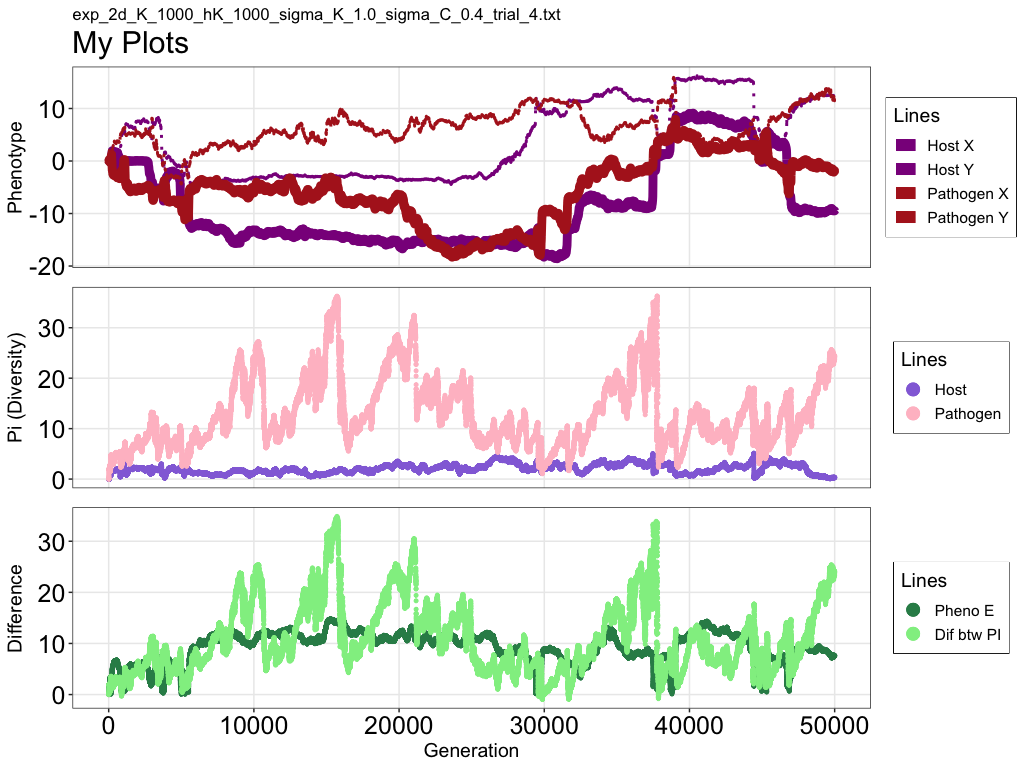 exp_2d_K_1000_hK_1000_sigma_K_1.0_sigma_C_0.4_trial_4.txt
My Plots
Phenotype
10
0
-10
-20
Lines
Host X
Host Y
Pathogen X
Pathogen Y
Pi (Diversity)
30
20
10
0
Lines
Host
Pathogen
Difference
30
20
10
0
Lines
Pheno E
Dif btw PI
0 10000 20000 30000 40000 50000
Generation